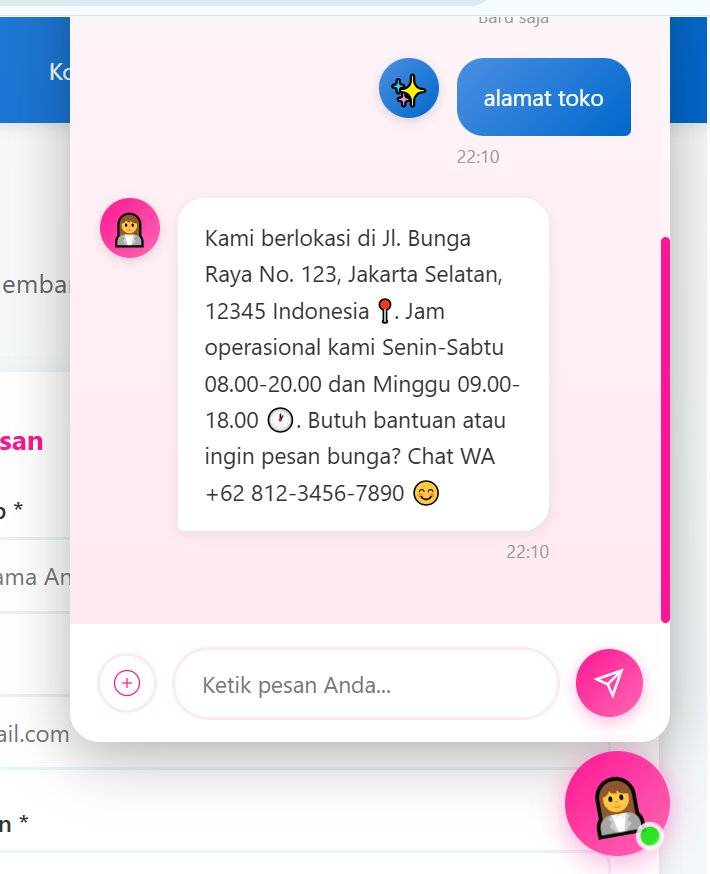 Baru saja
Ko
alamat toko
22:10
Kami berlokasi di Jl. Bunga
Raya No. 123, Jakarta Selatan,
12345 Indonesia 📍. Jam
operasional kami Senin-Sabtu
08.00-20.00 dan Minggu 09.00-
18.00 🕐. Butuh bantuan atau
ingin pesan bunga? Chat WA
+62 812-3456-7890 😊
22:10
emba
san
o *
ama An
ail.com
n *
Ketik pesan Anda...